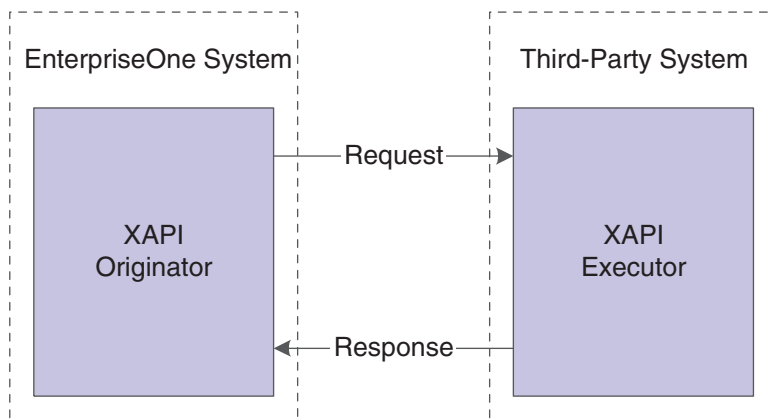 EnterpriseOne System
Third-Party System
Request
XAPI
Originator
XAPI
Executor
Response